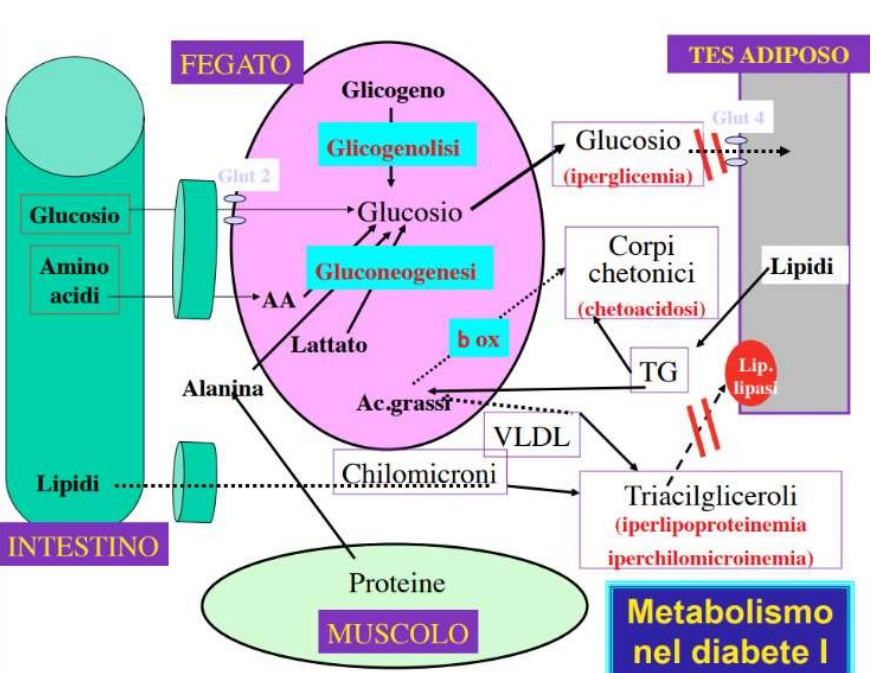 FEGATO
TES ADIPOSO
Glicogeno
Glicogenolisi
Glucosio
(iperglicemia)
Glut 4
Glut 2
Glucosio
Glucosio
Amino
acidi
AA
Gluconeogenesi
Corpi
chetonici
(chetoacidosi)
Lipidi
Lattato
b ox
Alanina
Ac.grassi
TG
Lip.
lipasi
VLDL
Lipidi
Chilomicroni
Triacilgliceroli
(iperlipoproteinemia
iperchilomicroinemia)
INTESTINO
Proteine
MUSCOLO
Metabolismo
nel diabete I